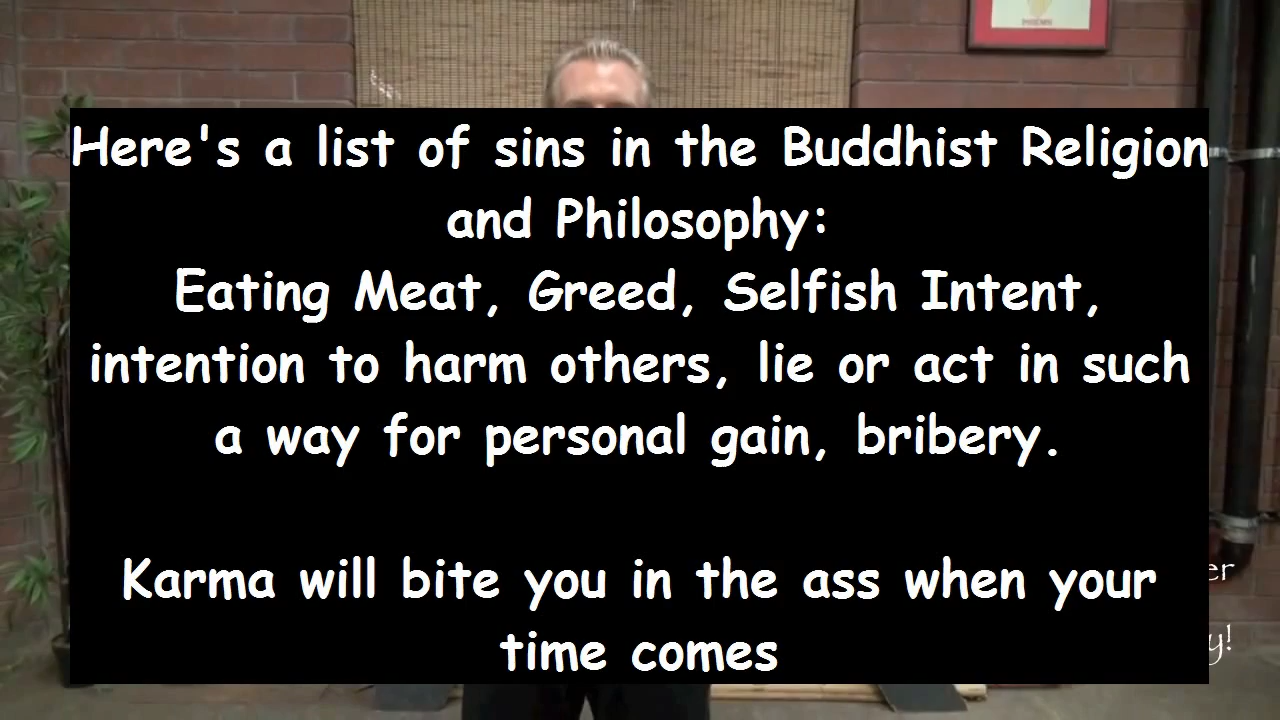 Here's a list of sins in the Buddhist Religion
and Philosophy:
Eating Meat, Greed, Selfish Intent,
intention to harm others, lie or act in such
a way for personal gain, bribery.
Karma will bite you in the ass when your
time comes